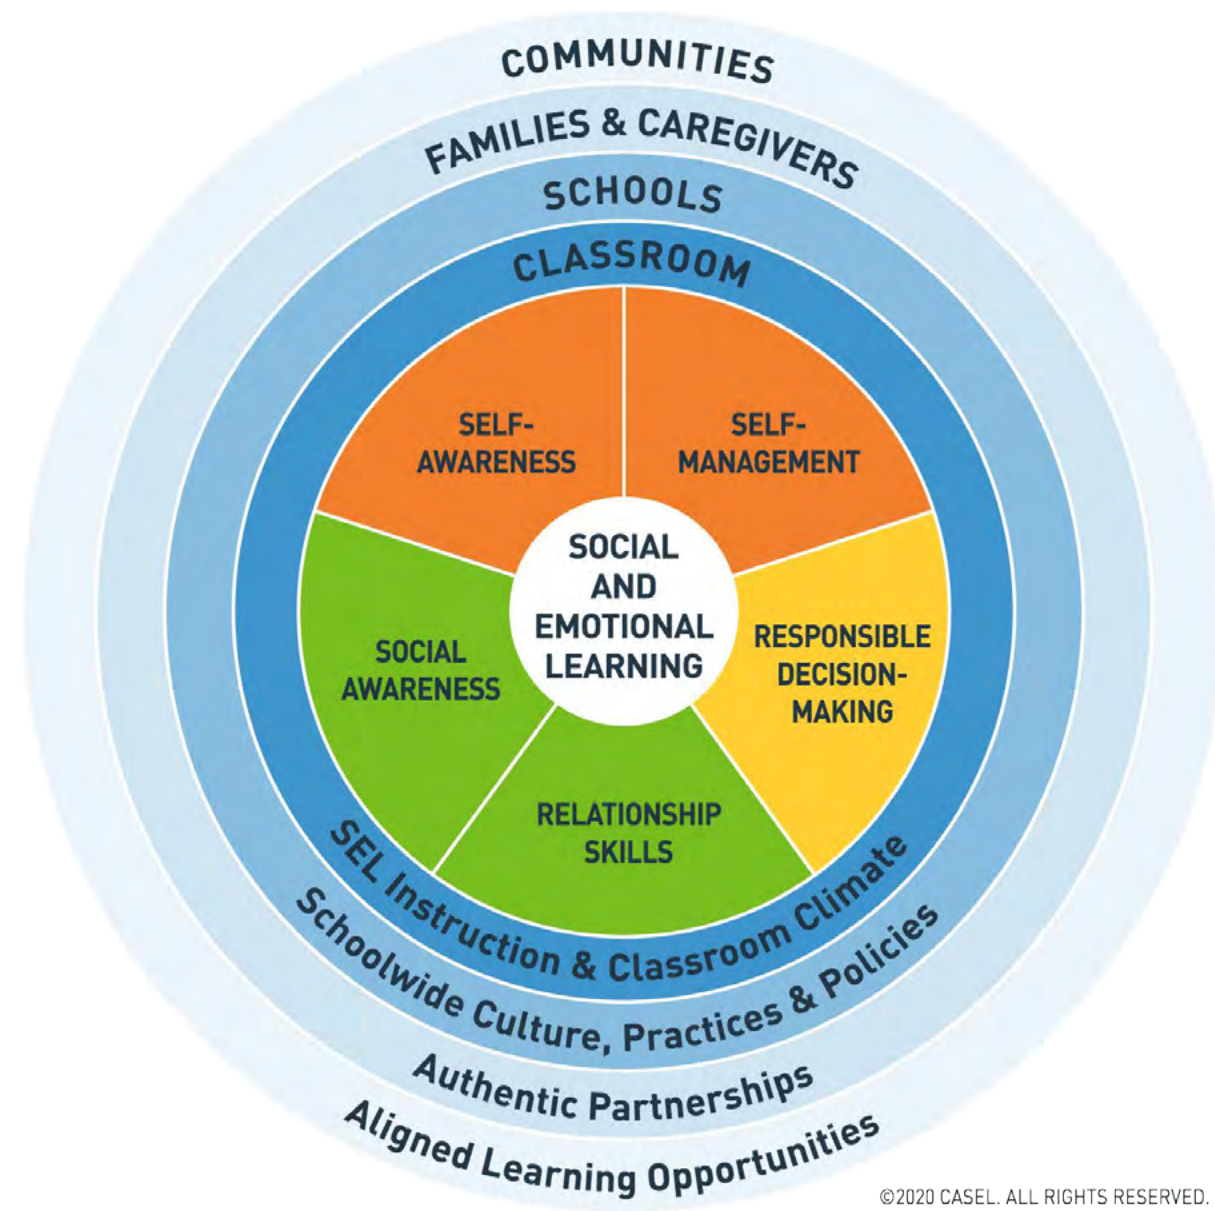 COMMUNITIES
FAMILIES & CAREGIVERS
SCHOOLS
CLASSROOM
SELF-
AWARENESS
SELF-
MANAGEMENT
SOCIAL
AND
EMOTIONAL
LEARNING
SOCIAL
AWARENESS
RESPONSIBLE
DECISION-
MAKING
RELATIONSHIP
SKILLS
SEL Instruction & Classroom Climate
Schoolwide Culture, Practices & Policies
Authentic Partnerships
Aligned Learning Opportunities
©2020 CASEL. ALL RIGHTS RESERVED.